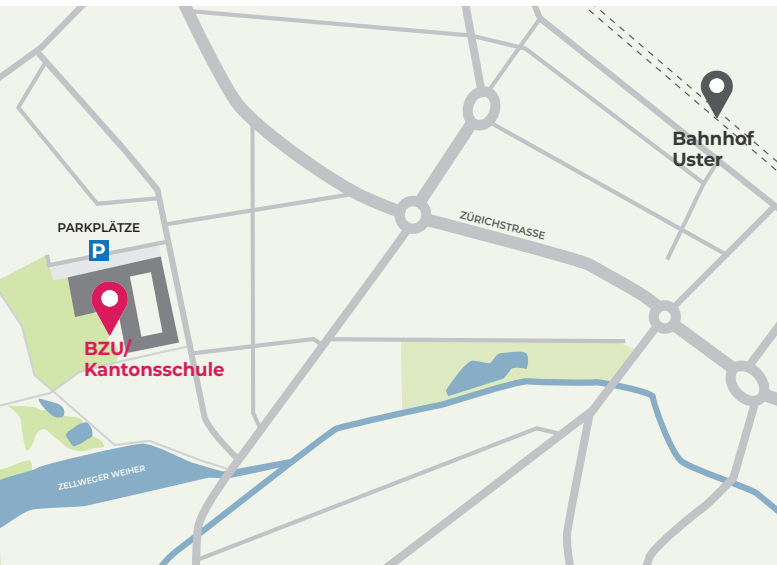 Bahnhof
Uster
ZÜRICHSTRASSE
PARKPLÄTZE
P
BZU/
Kantonsschule
ZELLWEGER WEIHER